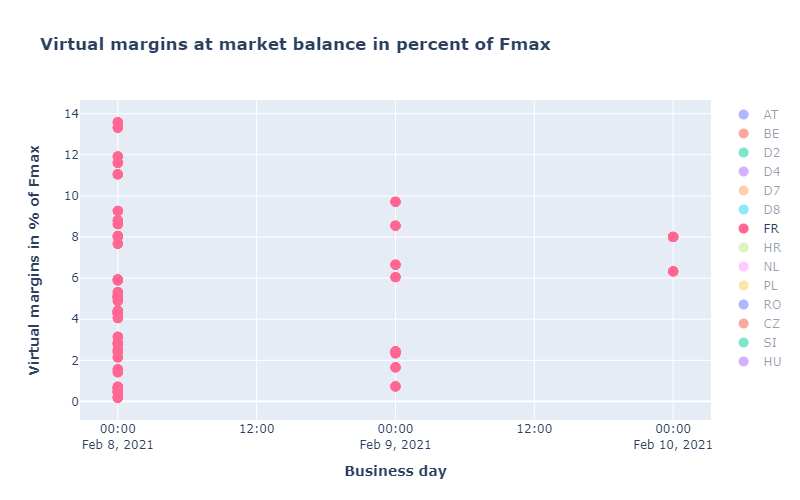 Virtual margins at market balance in percent of Fmax
Virtual margins in % of Fmax
14
12
10
8
6
4
2
0
00:00 12:00 00:00 12:00 00:00
Feb 8, 2021 Feb 9, 2021 Feb 10, 2021
Business day
AT
BE
D2
D4
D7
D8
FR
HR
NL
PL
RO
CZ
SI
HU